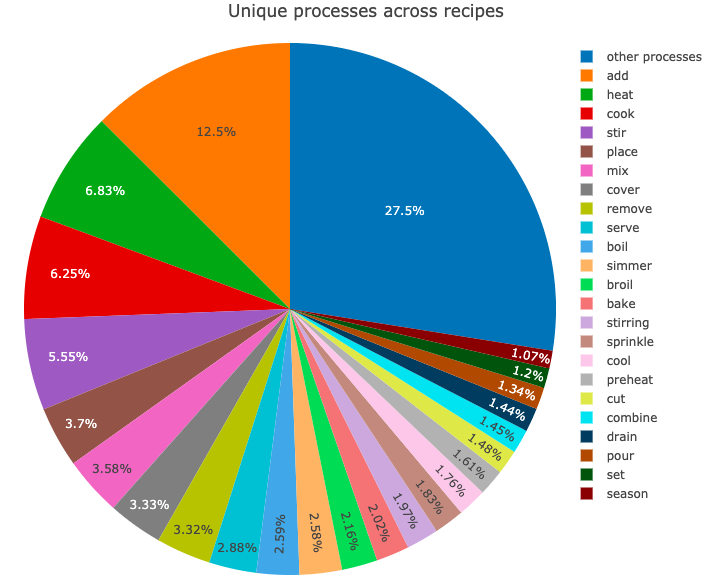 Unique processes across recipes
27.5%
12.5%
6.83%
6.25%
5.55%
3.7%
3.58%
3.33%
3.32%
2.88%
2.59%
2.58%
2.16%
2.02%
1.97%
1.83%
1.76%
1.61%
1.48%
1.45%
1.44%
1.34%
1.2%
1.07%
other processes
add
heat
cook
stir
place
mix
cover
remove
serve
boil
simmer
broil
bake
stirring
sprinkle
cool
preheat
cut
combine
drain
pour
set
season